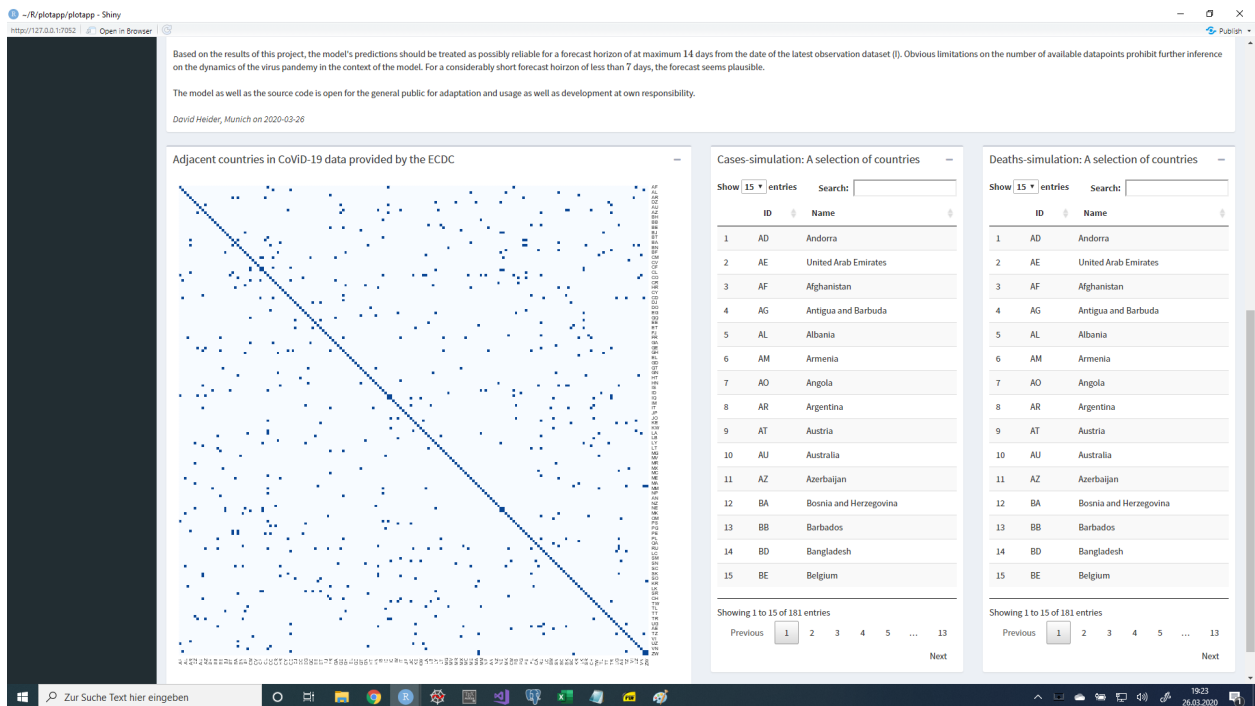 ~/R/plotapp/plotapp - Shiny
http://127.0.0.1:7052 Open in Browser
Publish
Based on the results of this project, the model's predictions should be treated as possibly reliable for a forecast horizon of at maximum 14 days from the date of the latest observation dataset (I). Obvious limitations on the number of available datapoints prohibit further inference
on the dynamics of the virus pandemy in the context of the model. For a considerably short forecast hoirzon of less than 7 days, the forecast seems plausible.
The model as well as the source code is open for the general public for adaptation and usage as well as development at own responsibility.
David Heider, Munich on 2020-03-26
Adjacent countries in CoViD-19 data provided by the ECDC
Cases-simulation: A selection of countries
Show 15 entries Search:
ID Name
1 AD Andorra
2 AE United Arab Emirates
3 AF Afghanistan
4 AG Antigua and Barbuda
5 AL Albania
6 AM Armenia
7 AO Angola
8 AR Argentina
9 AT Austria
10 AU Australia
11 AZ Azerbaijan
12 BA Bosnia and Herzegovina
13 BB Barbados
14 BD Bangladesh
15 BE Belgium
Showing 1 to 15 of 181 entries
Previous 1 2 3 4 5 ... 13
Next
Deaths-simulation: A selection of countries
Show 15 entries Search:
ID Name
1 AD Andorra
2 AE United Arab Emirates
3 AF Afghanistan
4 AG Antigua and Barbuda
5 AL Albania
6 AM Armenia
7 AO Angola
8 AR Argentina
9 AT Austria
10 AU Australia
11 AZ Azerbaijan
12 BA Bosnia and Herzegovina
13 BB Barbados
14 BD Bangladesh
15 BE Belgium
Showing 1 to 15 of 181 entries
Previous 1 2 3 4 5 ... 13
Next
Zur Suche Text hier eingeben
19:23
26.03.2020